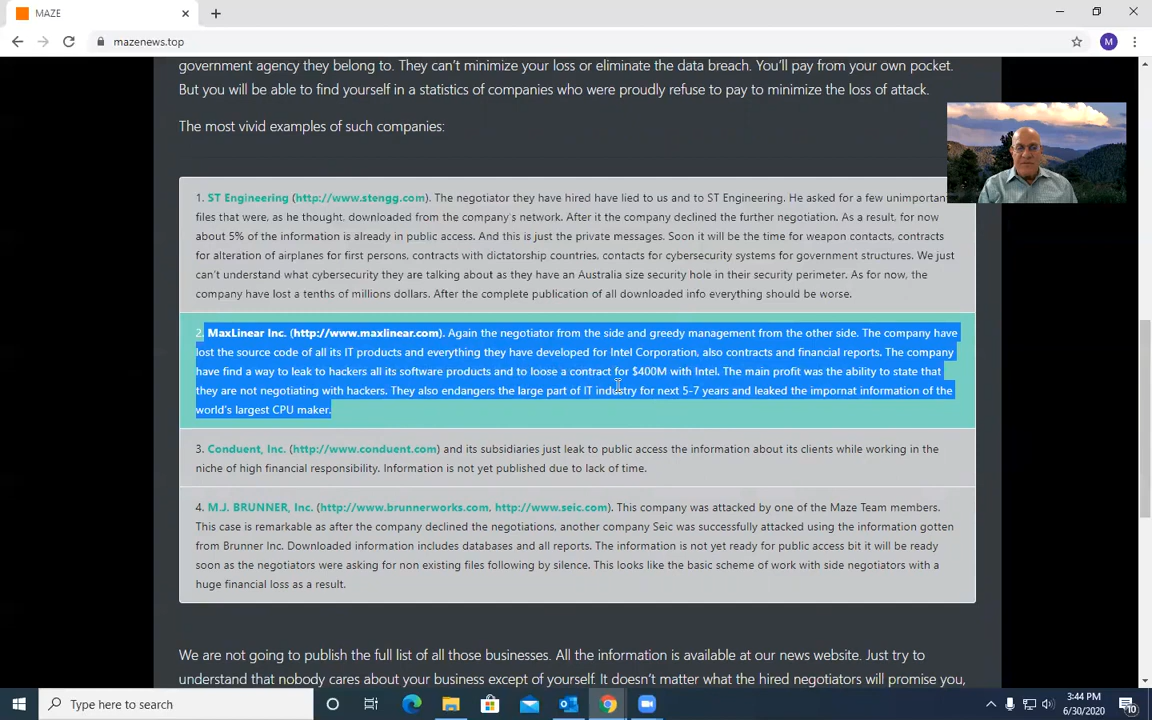 MAZE
mazenews.top
M
government agency they belong to. They can't minimize your loss or eliminate the data breach. You'll pay from your own pocket.
But you will be able to find yourself in a statistics of companies who were proudly refuse to pay to minimize the loss of attack.
The most vivid examples of such companies:
1. ST Engineering (http://www.stengg.com). The negotiator they have hired have lied to us and to ST Engineering. He asked for a few unimportant
files that were, as he thought, downloaded from the company's network. After it the company declined the further negotiation. As a result, for now
about 5% of the information is already in public access. And this is just the private messages. Soon it will be the time for weapon contacts, contracts
for alteration of airplanes for first persons, contracts with dictatorship countries, contacts for cybersecurity systems for government structures. We just
can't understand what cybersecurity they are talking about as they have an Australia size security hole in their security perimeter. As for now, the
company have lost a tenths of millions dollars. After the complete publication of all downloaded info everything should be worse.
2. MaxLinear Inc. (http://www.maxlinear.com). Again the negotiator from the side and greedy management from the other side. The company have
lost the source code of all its IT products and everything they have developed for Intel Corporation, also contracts and financial reports. The company
have find a way to leak to hackers all its software products and to loose a contract for $400M with Intel. The main profit was the ability to state that
they are not negotiating with hackers. They also endangers the large part of IT industry for next 5-7 years and leaked the impornat information of the
world's largest CPU maker.
3. Conduent, Inc. (http://www.conduent.com) and its subsidiaries just leak to public access the information about its clients while working in the
niche of high financial responsibility. Information is not yet published due to lack of time.
4. M.J. BRUNNER, Inc. (http://www.brunnerworks.com, http://www.seic.com). This company was attacked by one of the Maze Team members.
This case is remarkable as after the company declined the negotiations, another company Seic was successfully attacked using the information gotten
from Brunner Inc. Downloaded information includes databases and all reports. The information is not yet ready for public access bit it will be ready
soon as the negotiators were asking for non existing files following by silence. This looks like the basic scheme of work with side negotiators with a
huge financial loss as a result.
We are not going to publish the full list of all those businesses. All the information is available at our news website. Just try to
understand that nobody cares about your business except of yourself. It doesn't matter what the hired negotiators will promise you,
Type here to search
3:44 PM
6/30/2020
10